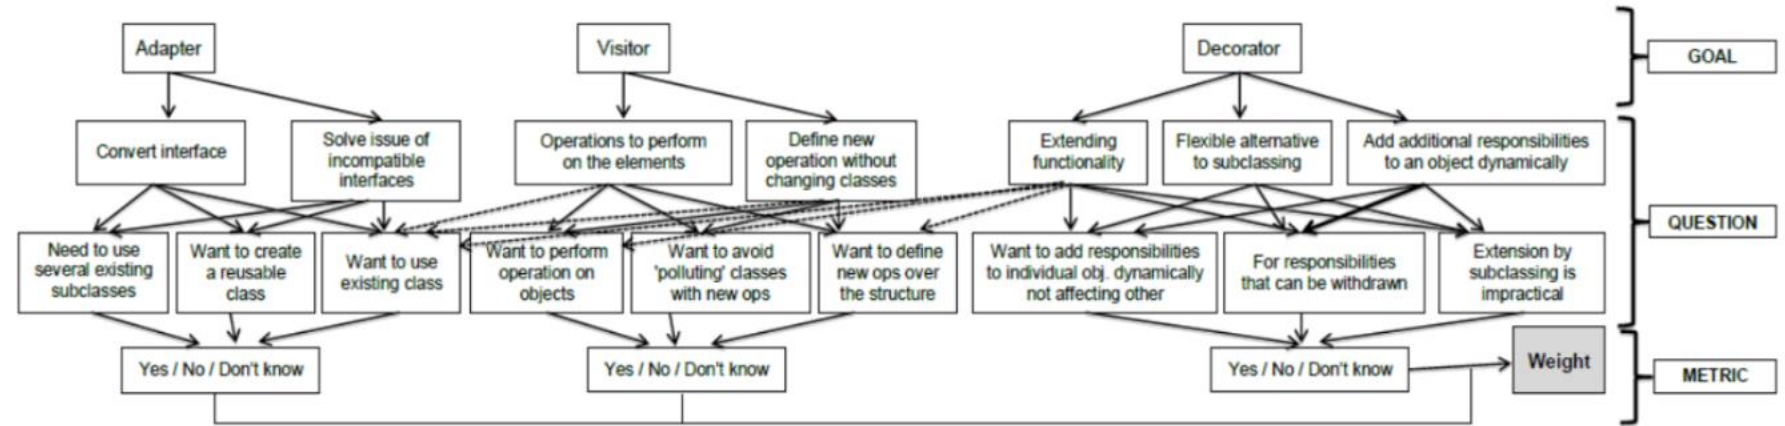 Adapter
Visitor
Decorator
GOAL
Convert interface
Solve issue of
incompatible
interfaces
Operations to perform
on the elements
Define new
operation without
changing classes
Extending
functionality
Flexible alternative
to subclassing
Add additional responsibilities
to an object dynamically
QUESTION
Need to use
several existing
subclasses
Want to create
a reusable
class
Want to use
existing class
Want to perform
operation on
objects
Want to avoid
'polluting' classes
with new ops
Want to define
new ops over
the structure
Want to add responsibilities
to individual obj. dynamically
not affecting other
For responsibilities
that can be withdrawn
Extension by
subclassing is
impractical
Yes / No / Don't know
Yes / No / Don't know
Yes / No / Don't know
Weight
METRIC